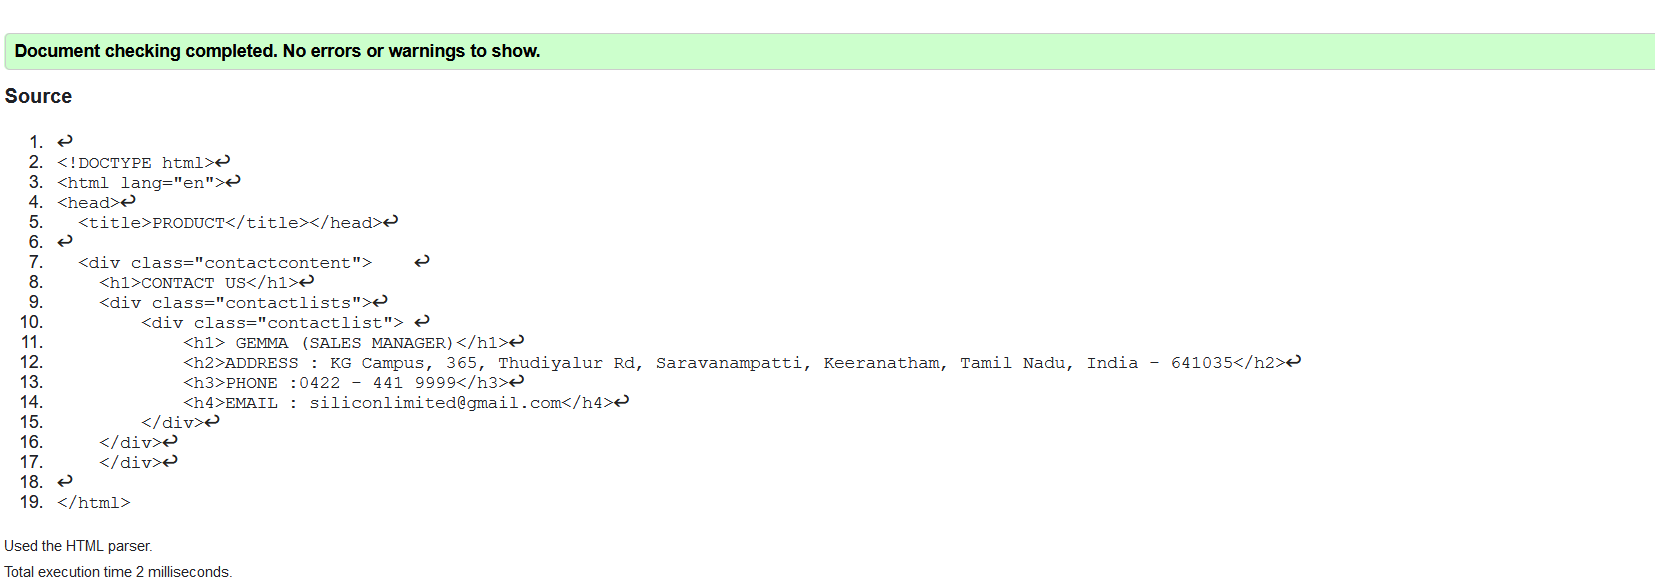 Document checking completed. No errors or warnings to show.
Source
1. ↩
2. <!DOCTYPE html>↩
3. <html lang="en">↩
4. <head>↩
5.   <title>PRODUCT</title></head>↩
6. ↩
7.   <div class="contactcontent">    ↩
8.     <h1>CONTACT US</h1>↩
9.     <div class="contactlists">↩
10.         <div class="contactlist"> ↩
11.             <h1> GEMMA (SALES MANAGER)</h1>↩
12.             <h2>ADDRESS : KG Campus, 365, Thudiyalur Rd, Saravanampatti, Keeranatham, Tamil Nadu, India – 641035</h2>↩
13.             <h3>PHONE :0422 – 441 9999</h3>↩
14.             <h4>EMAIL : siliconlimited@gmail.com</h4>↩
15.         </div>↩
16.     </div>↩
17.     </div>↩
18. ↩
19. </html>
Used the HTML parser.
Total execution time 2 milliseconds.